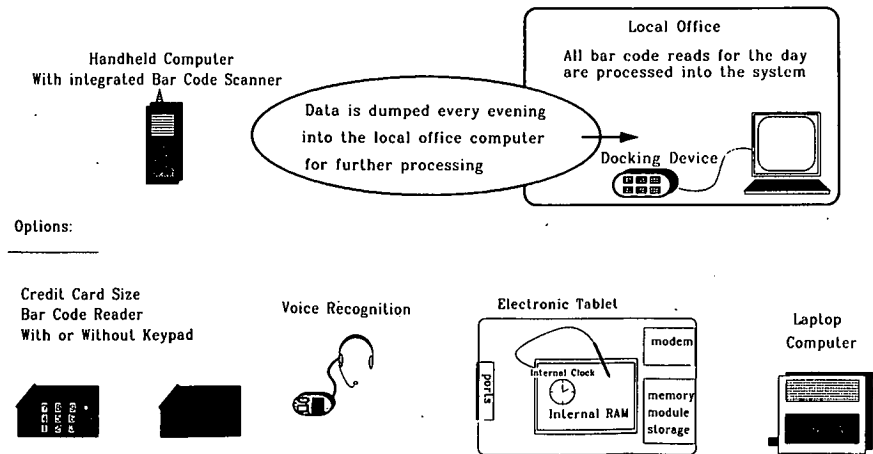 Handheld Computer
With integrated Bar Code Scanner
Data is dumped every evening
into the local office computer
for further processing
Local Office
All bar code reads for the day
are processed into the system
Docking Device
Options:
Credit Card Size
Bar Code Reader
With or Without Keypad
Voice Recognition
Electronic Tablet
ports
Internal Clock
Internal RAM
modem
memory
module
storage
Laptop
Computer